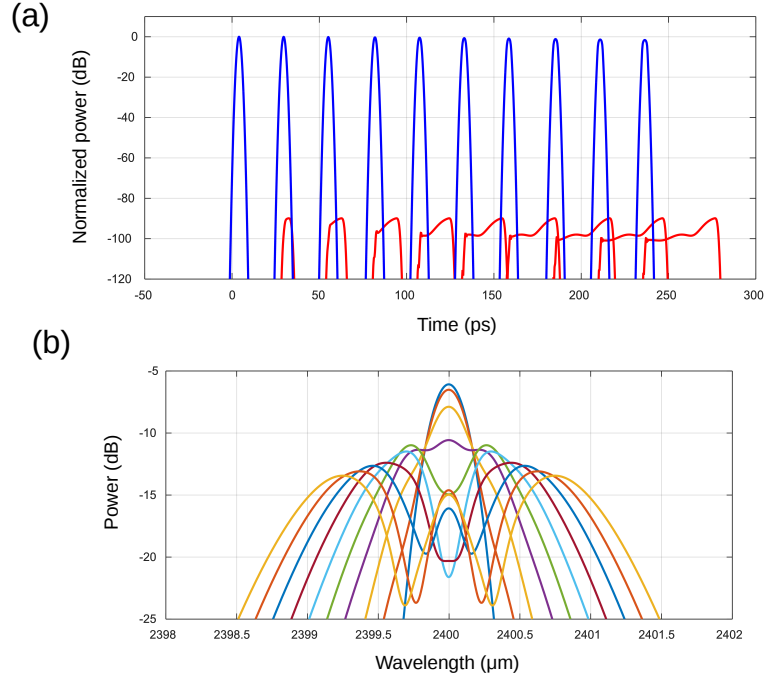 (a)
Normalized power (dB)
0
-20
-40
-60
-80
-100
-120
-50 0 50 100 150 200 250 300
Time (ps)
(b)
Power (dB)
-5
-10
-15
-20
-25
2398 2398.5 2399 2399.5 2400 2400.5 2401 2401.5 2402
Wavelength (μm)